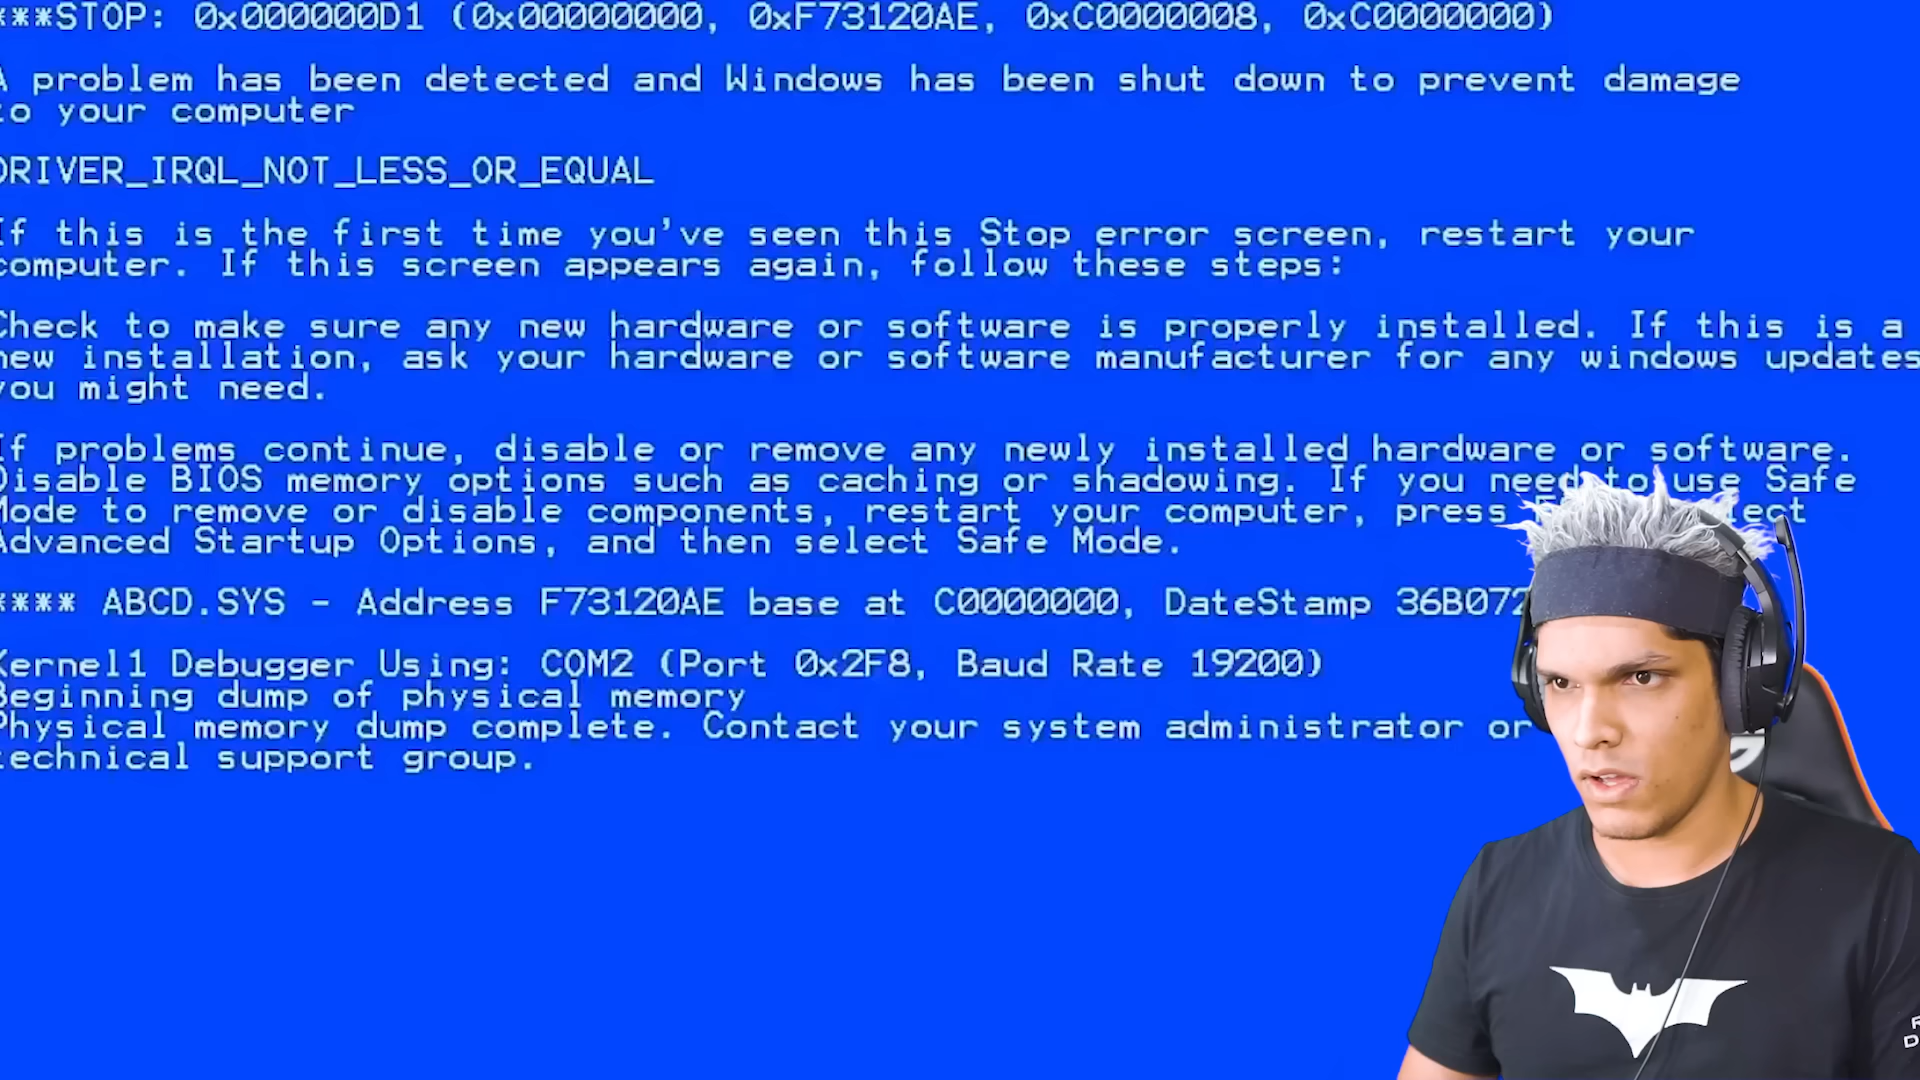 ***STOP: 0x000000D1 (0x00000000, 0xF73120AE, 0xC0000008, 0xC0000000)
A problem has been detected and Windows has been shut down to prevent damage
to your computer
DRIVER_IRQL_NOT_LESS_OR_EQUAL
If this is the first time you've seen this Stop error screen, restart your
computer. If this screen appears again, follow these steps:
Check to make sure any new hardware or software is properly installed. If this is a
new installation, ask your hardware or software manufacturer for any windows updates
you might need.
If problems continue, disable or remove any newly installed hardware or software.
Disable BIOS memory options such as caching or shadowing. If you need to use Safe
Mode to remove or disable components, restart your computer, press
Advanced Startup Options, and then select Safe Mode.
**** ABCD.SYS - Address F73120AE base at C0000000, DateStamp 36B072
Kernel1 Debugger Using: COM2 (Port 0x2F8, Baud Rate 19200)
Beginning dump of physical memory
Physical memory dump complete. Contact your system administrator or
technical support group.